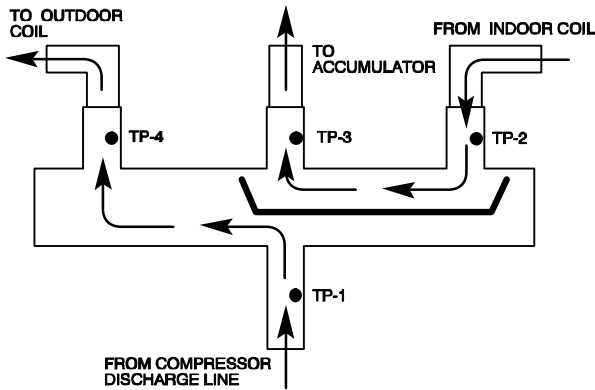 TO OUTDOOR
COIL
FROM INDOOR COIL
TO
ACCUMULATOR
TP-4
TP-3
TP-2
TP-1
FROM COMPRESSOR
DISCHARGE LINE